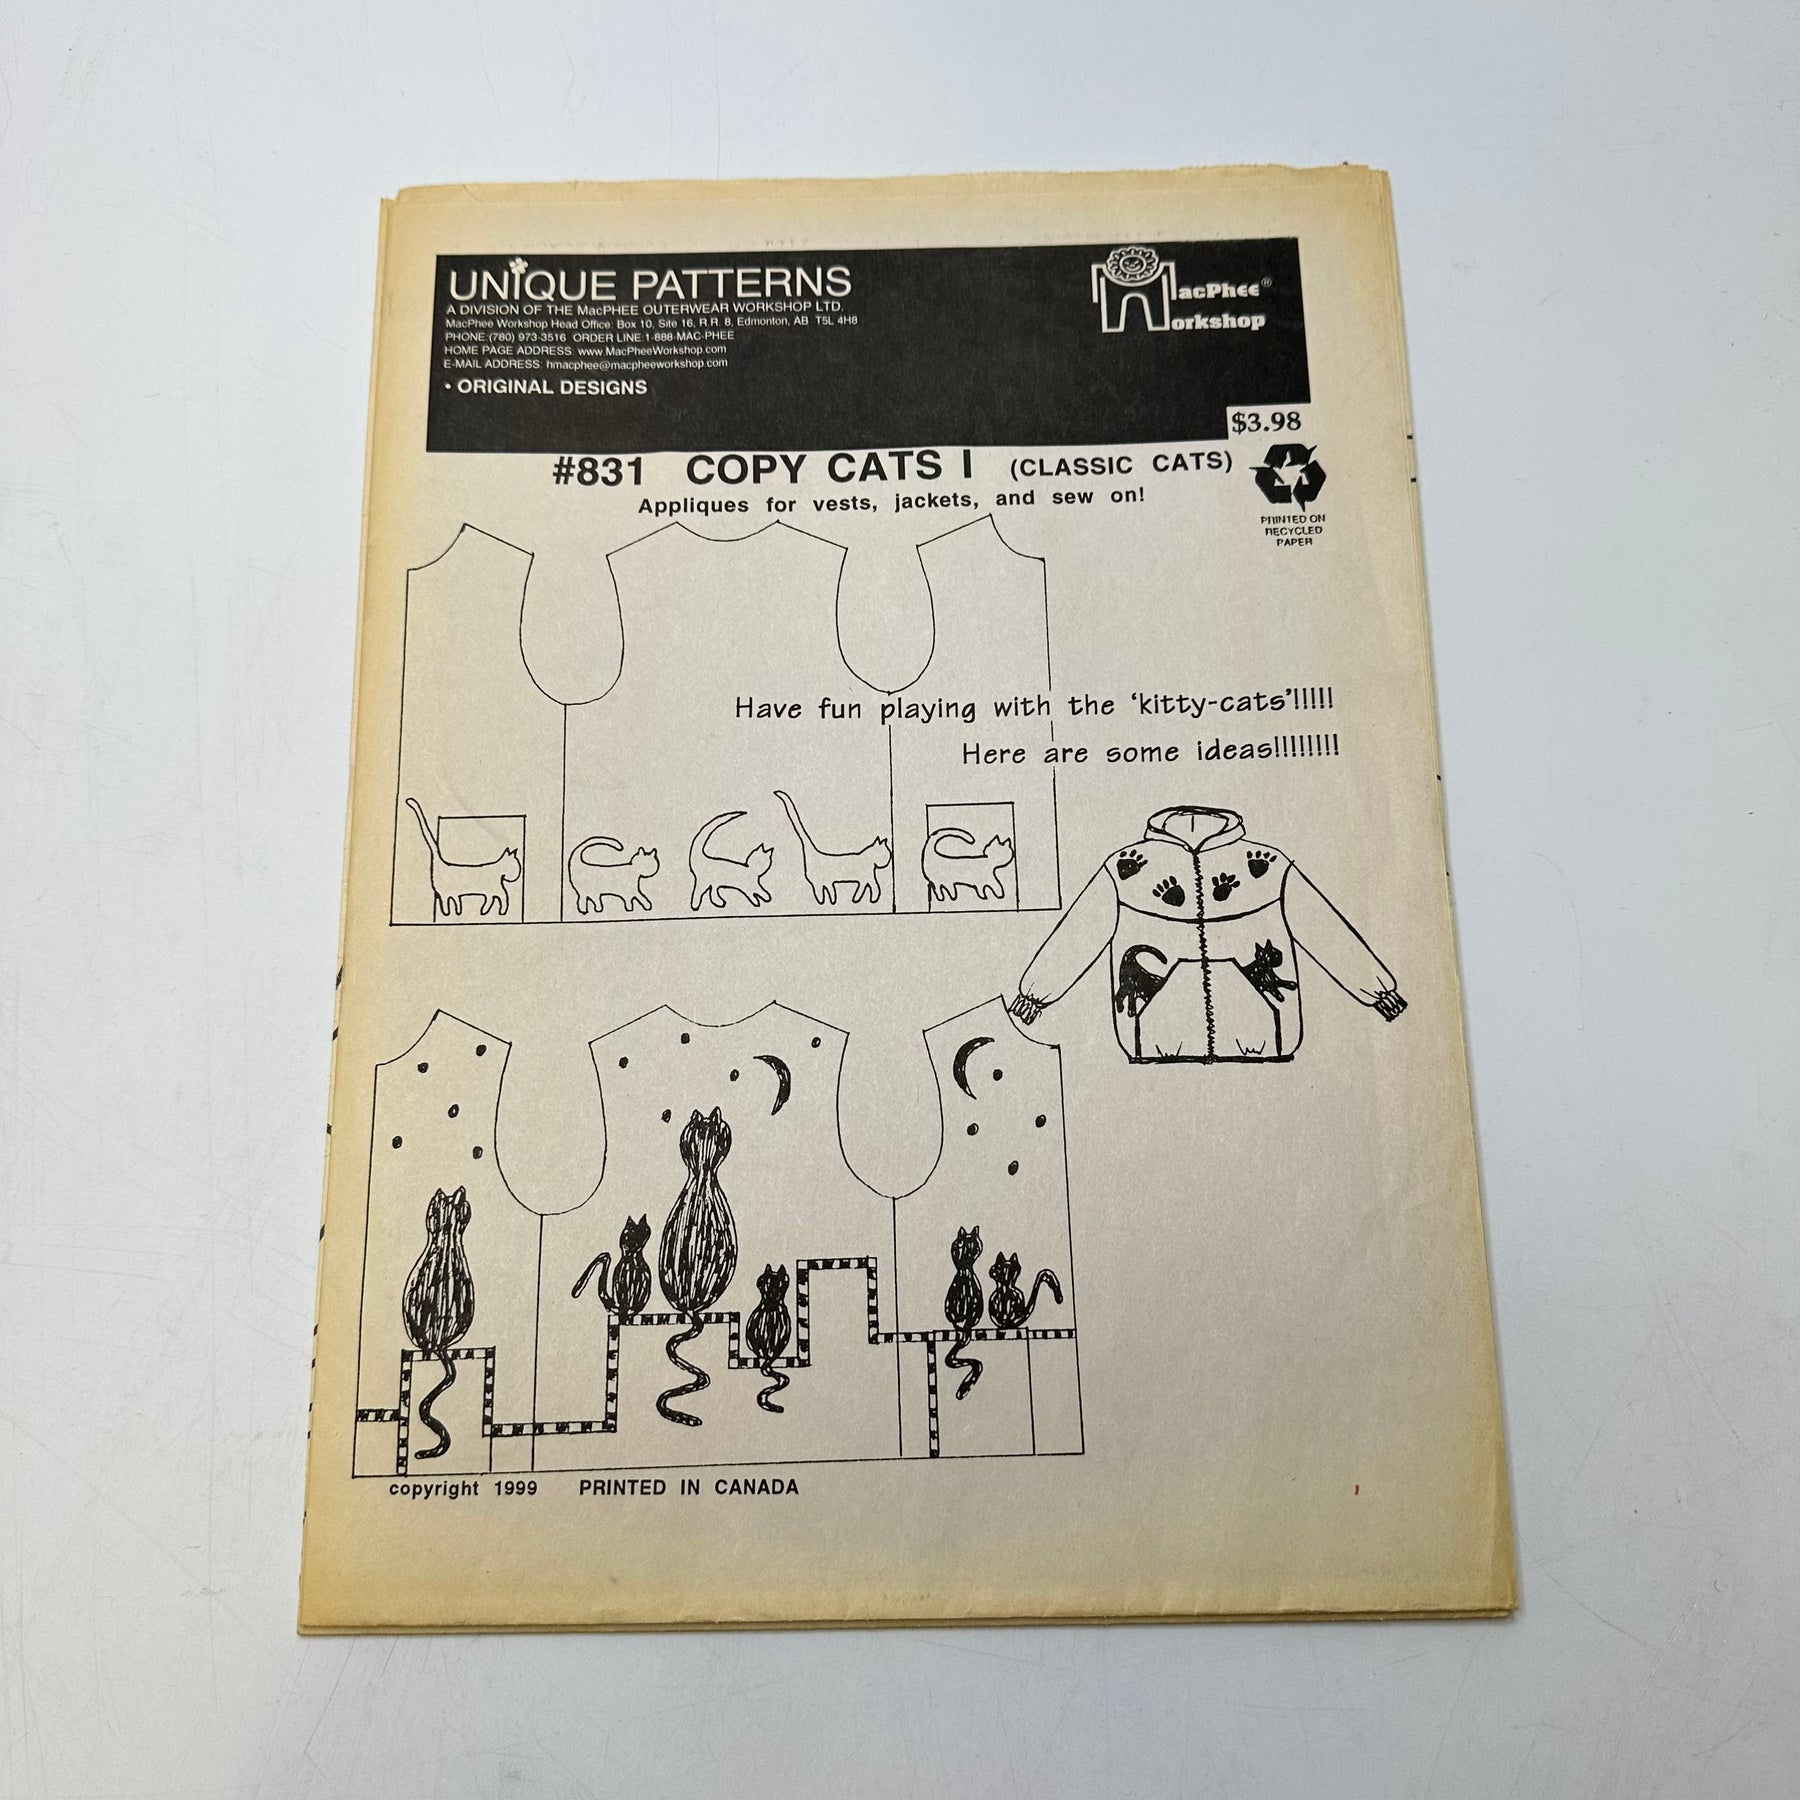 UNIQUE PATTERNS
A DIVISION OF THE MacPHEE OUTERWEAR WORKSHOP LTD.
MacPhee Workshop Head Office: Box 10, Site 16, R.R. 8, Edmonton, AB T5L 4H8
PHONE:(780) 973-3516 ORDER LINE:1-888-MAC-PHEE
HOME PAGE ADDRESS: www.MacPheeWorkshop.com
E-MAIL ADDRESS: hmacphee@macpheeworkshop.com
• ORIGINAL DESIGNS
MacPhee®
Workshop
$3.98
#831 COPY CATS I (CLASSIC CATS)
Appliques for vests, jackets, and sew on!
PRINTED ON
RECYCLED
PAPER
Have fun playing with the ‘kitty-cats’!!!!!
Here are some ideas!!!!!!!!
copyright 1999 PRINTED IN CANADA